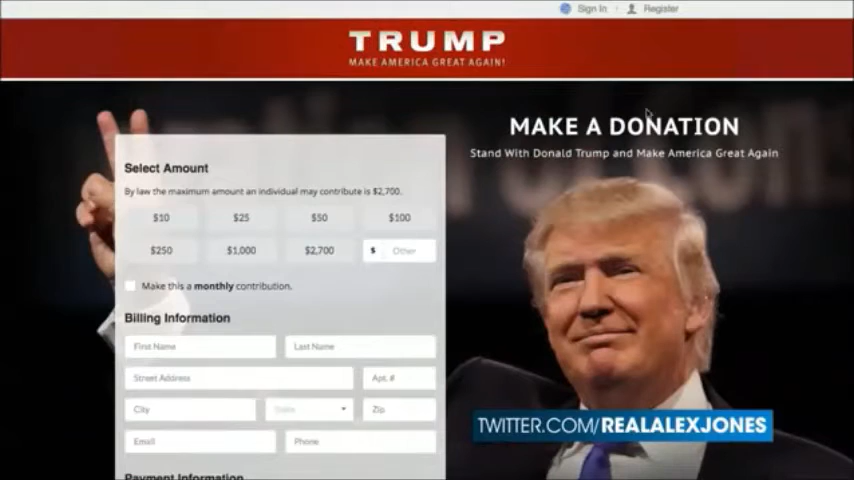 Sign In
Register
TRUMP
MAKE AMERICA GREAT AGAIN!
MAKE A DONATION
Stand With Donald Trump and Make America Great Again
Select Amount
By law the maximum amount an individual may contribute is $2,700.
$10 $25 $50 $100
$250 $1,000 $2,700 $ Other
Make this a monthly contribution.
Billing Information
First Name Last Name
Street Address Apt. #
City State Zip
Email Phone
Payment Information
TWITTER.COM/REALALEXJONES